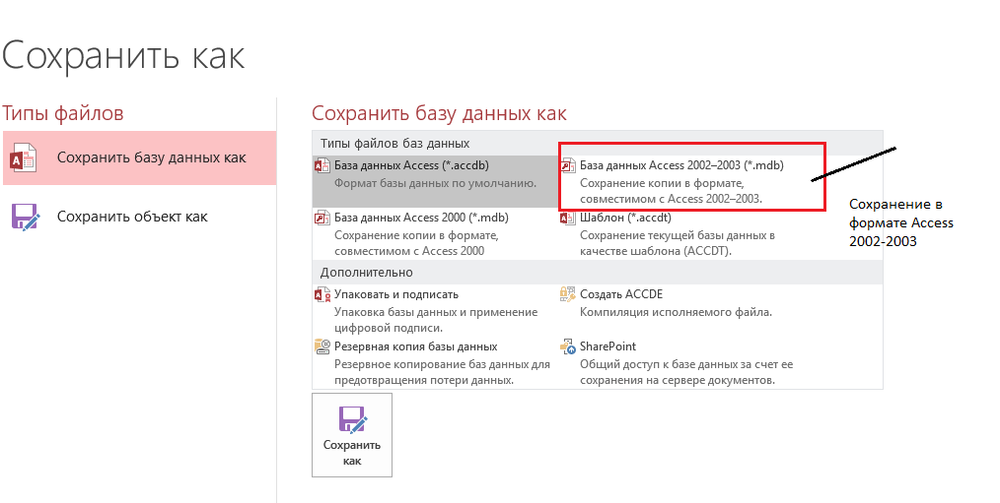 Сохранить как
Типы файлов
Сохранить базу данных как
Сохранить объект как
Сохранить базу данных как
Типы файлов баз данных
База данных Access (*.accdb)
Формат базы данных по умолчанию.
База данных Access 2002–2003 (*.mdb)
Сохранение копии в формате,
совместимом с Access 2002–2003.
База данных Access 2000 (*.mdb)
Сохранение копии в формате,
совместимом с Access 2000
Шаблон (*.accdt)
Сохранение текущей базы данных в
качестве шаблона (ACCDT).
Дополнительно
Упаковать и подписать
Упаковка базы данных и применение
цифровой подписи.
Создать ACCDE
Компиляция исполняемого файла.
Резервная копия базы данных
Резервное копирование баз данных для
предотвращения потери данных.
SharePoint
Общий доступ к базе данных за счет ее
сохранения на сервере документов.
Сохранить
как
Сохранение в
формате Access
2002-2003